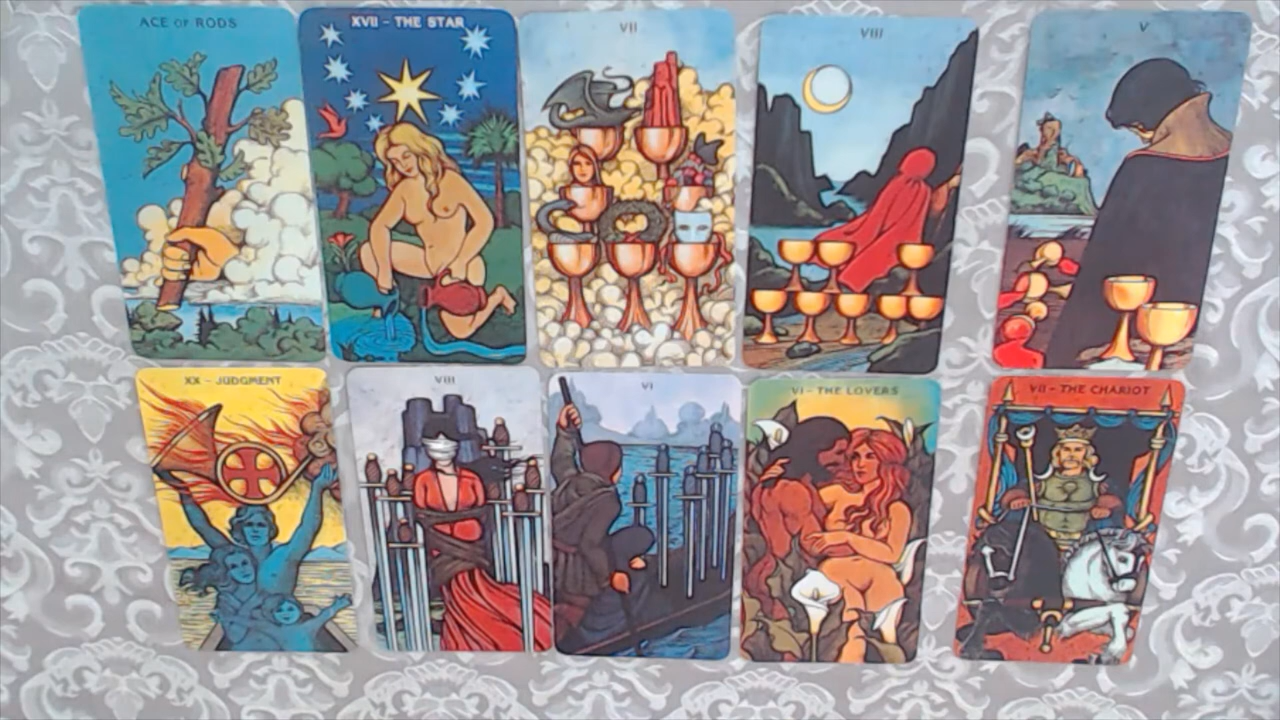 ACE OF RODS
XVII - THE STAR
VII
VIII
V
XX - JUDGMENT
VIII
VI
VI - THE LOVERS
VII - THE CHARIOT